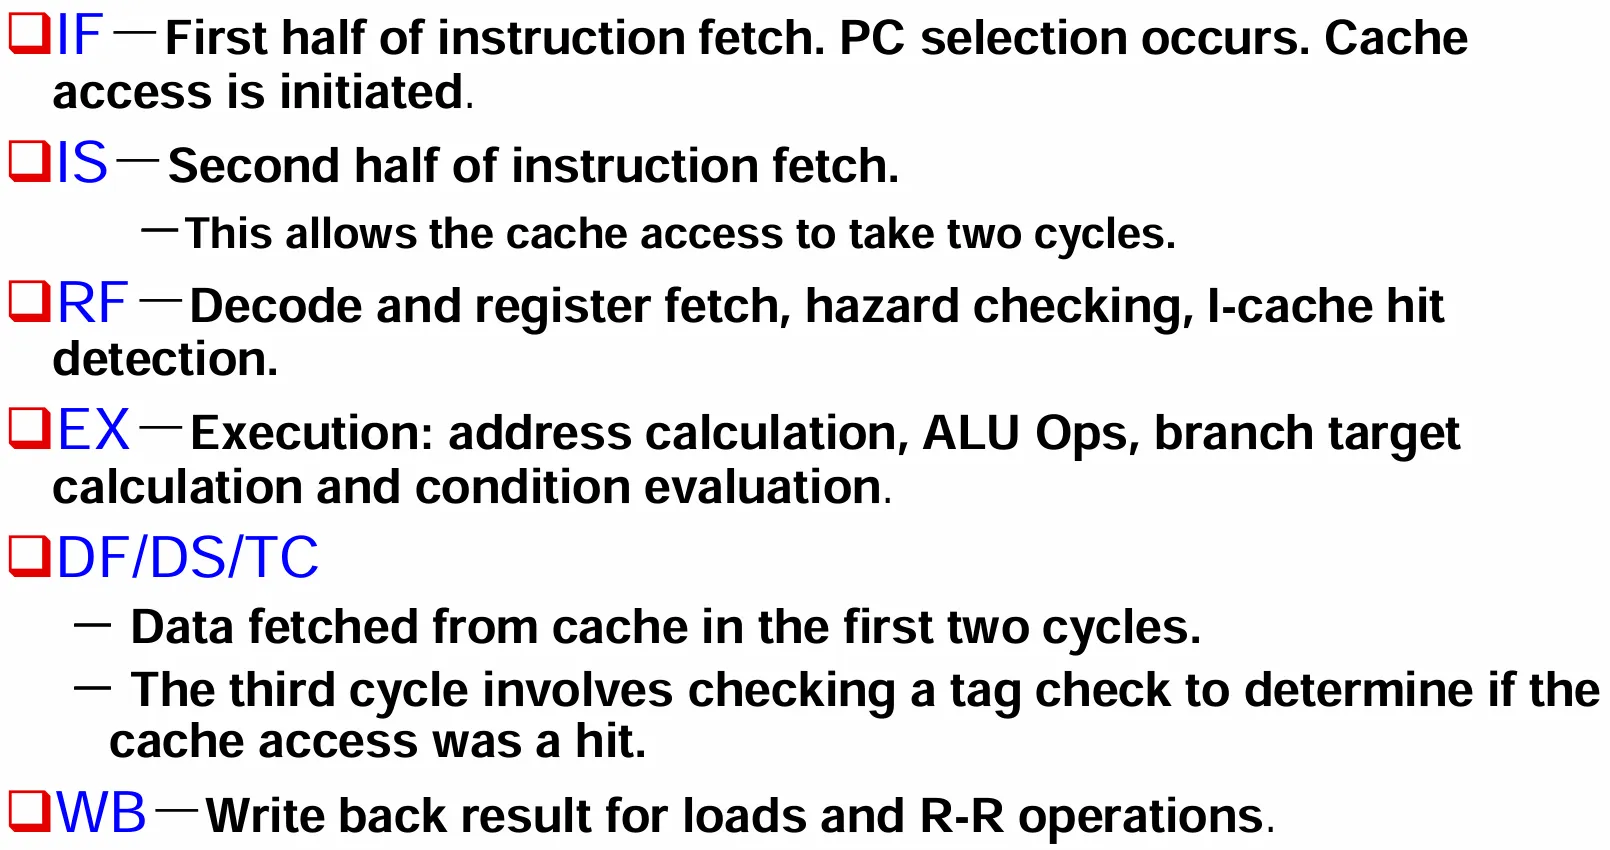 ❑IF — First half of instruction fetch. PC selection occurs. Cache
access is initiated.
❑IS — Second half of instruction fetch.
— This allows the cache access to take two cycles.
❑RF — Decode and register fetch, hazard checking, I-cache hit
detection.
❑EX — Execution: address calculation, ALU Ops, branch target
calculation and condition evaluation.
❑DF/DS/TC
— Data fetched from cache in the first two cycles.
— The third cycle involves checking a tag check to determine if the
cache access was a hit.
❑WB — Write back result for loads and R-R operations.